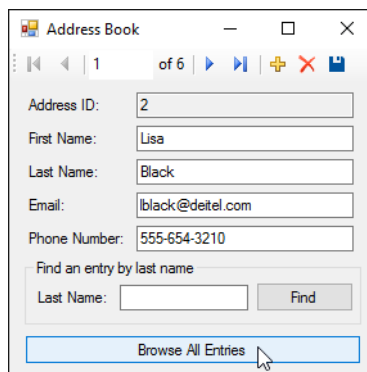 Address Book
1 of 6
Address ID: 2
First Name: Lisa
Last Name: Black
Email: lblack@deitel.com
Phone Number: 555-654-3210
Find an entry by last name
Last Name: Find
Browse All Entries